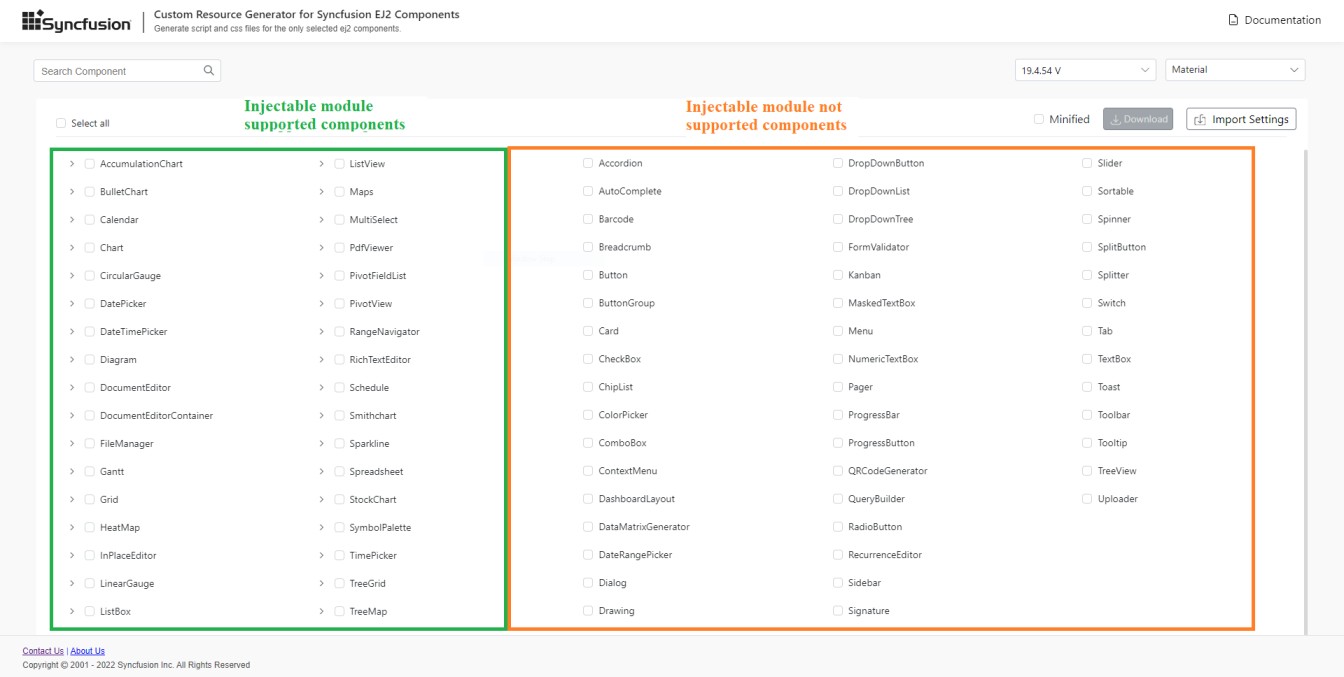 Syncfusion
Custom Resource Generator for Syncfusion EJ2 Components
Generate script and css files for the only selected ej2 components.
Documentation
Search Component
19.4.54 V
Material
Select all
Injectable module
supported components
Injectable module not
supported components
Minified
Download
Import Settings
AccumulationChart
BulletChart
Calendar
Chart
CircularGauge
DatePicker
DateTimePicker
Diagram
DocumentEditor
DocumentEditorContainer
FileManager
Gantt
Grid
HeatMap
InPlaceEditor
LinearGauge
ListBox
ListView
Maps
MultiSelect
PdfViewer
PivotFieldList
PivotView
RangeNavigator
RichTextEditor
Schedule
Smithchart
Sparkline
Spreadsheet
StockChart
SymbolPalette
TimePicker
TreeGrid
TreeMap
Accordion
AutoComplete
Barcode
Breadcrumb
Button
ButtonGroup
Card
CheckBox
ChipList
ColorPicker
ComboBox
ContextMenu
DashboardLayout
DataMatrixGenerator
DateRangePicker
Dialog
Drawing
DropDownButton
DropDownList
DropDownTree
FormValidator
Kanban
MaskedTextBox
Menu
NumericTextBox
Pager
ProgressBar
ProgressButton
QRCodeGenerator
QueryBuilder
RadioButton
RecurrenceEditor
Sidebar
Signature
Slider
Sortable
Spinner
SplitButton
Splitter
Switch
Tab
TextBox
Toast
Toolbar
Tooltip
TreeView
Uploader
Contact Us | About Us
Copyright © 2001 - 2022 Syncfusion Inc. All Rights Reserved